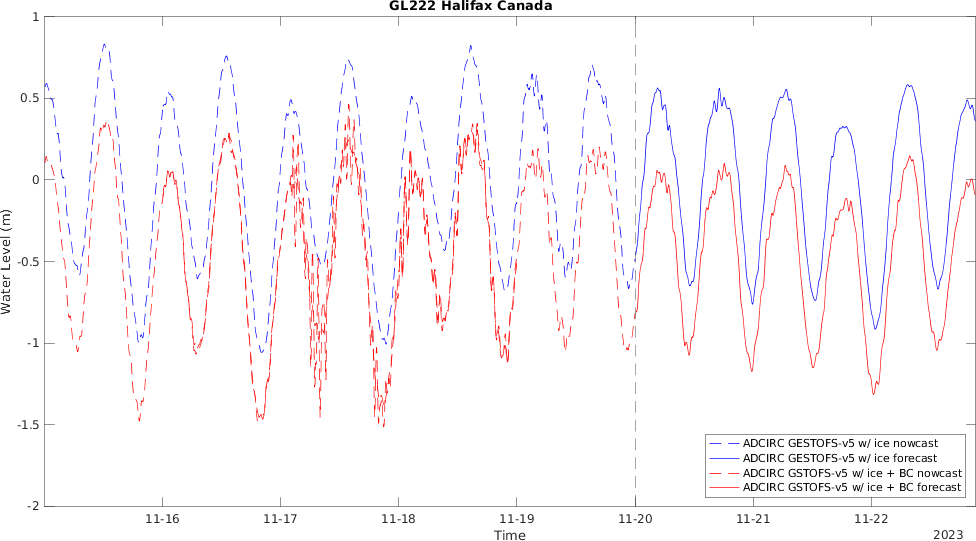 GL222 Halifax Canada
1
0.5
0
-0.5
-1
-1.5
-2
Water Level (m)
11-16 11-17 11-18 11-19 11-20 11-21 11-22
Time
2023
ADCIRC GESTOFS-v5 w/ ice nowcast
ADCIRC GESTOFS-v5 w/ ice forecast
ADCIRC GSTOFS-v5 w/ ice + BC nowcast
ADCIRC GSTOFS-v5 w/ ice + BC forecast